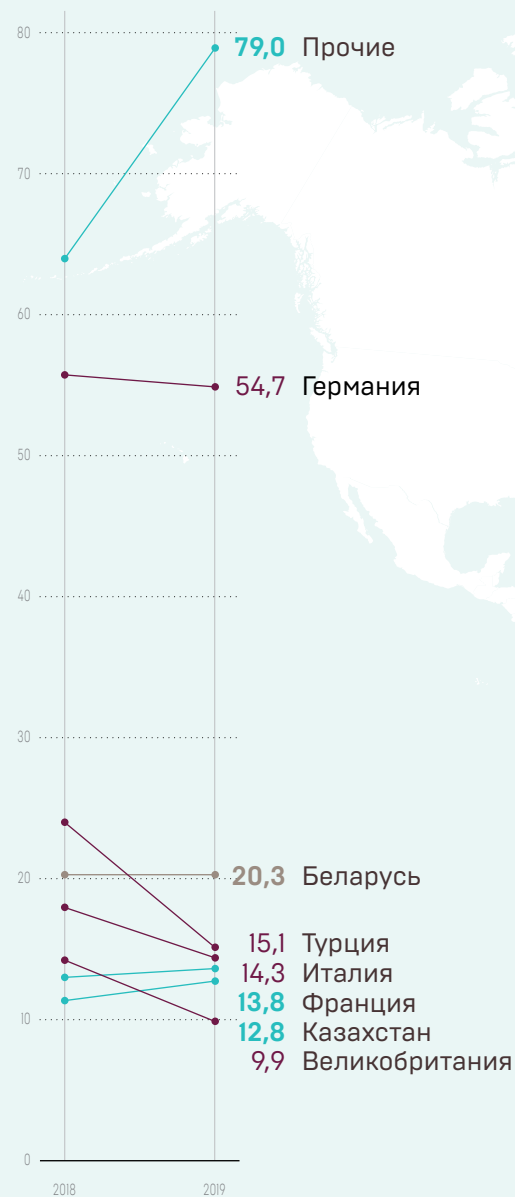 80
79,0 Прочие
70
60
54,7 Германия
50
40
30
20
20,3 Беларусь
15,1 Турция
14,3 Италия
13,8 Франция
10
12,8 Казахстан
9,9 Великобритания
0
2018 2019